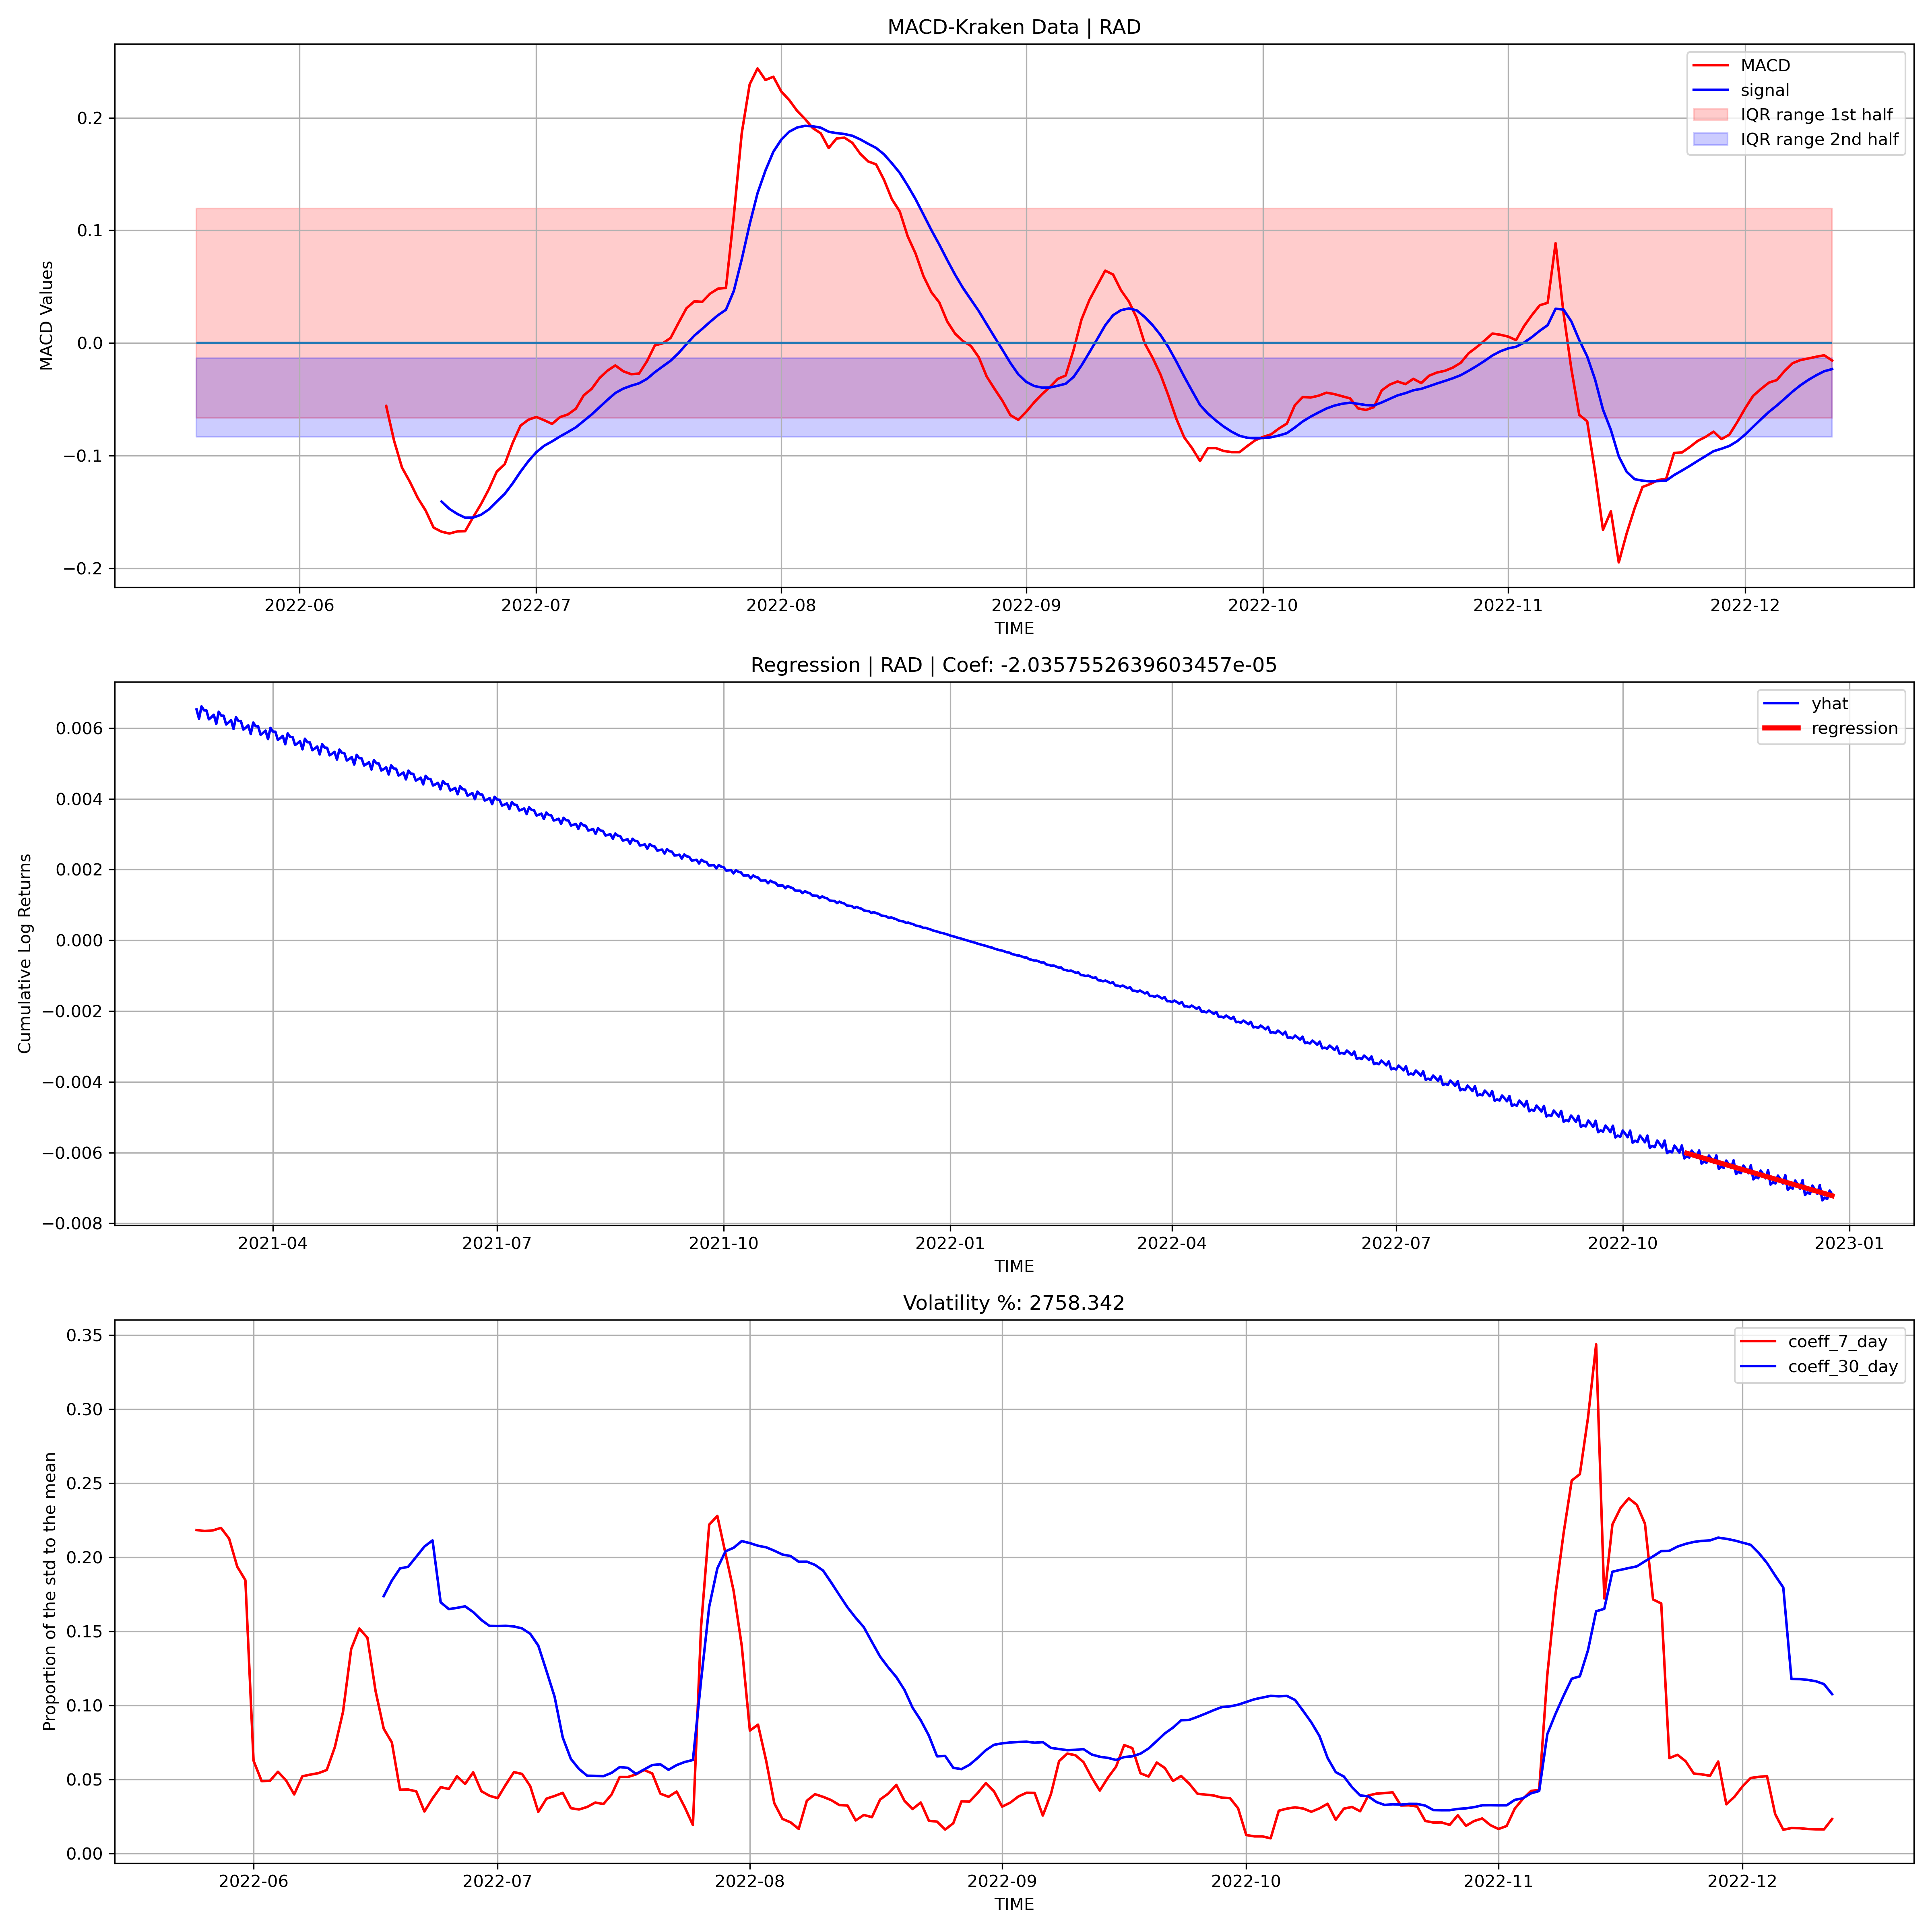 MACD-Kraken Data | RAD
MACD Values
0.2
0.1
0.0
−0.1
−0.2
MACD
signal
IQR range 1st half
IQR range 2nd half
2022-06 2022-07 2022-08 2022-09 2022-10 2022-11 2022-12
TIME
Regression | RAD | Coef: -2.0357552639603457e-05
Cumulative Log Returns
0.006
0.004
0.002
0.000
−0.002
−0.004
−0.006
−0.008
yhat
regression
2021-04 2021-07 2021-10 2022-01 2022-04 2022-07 2022-10 2023-01
TIME
Volatility %: 2758.342
Proportion of the std to the mean
0.35
0.30
0.25
0.20
0.15
0.10
0.05
0.00
coeff_7_day
coeff_30_day
2022-06 2022-07 2022-08 2022-09 2022-10 2022-11 2022-12
TIME